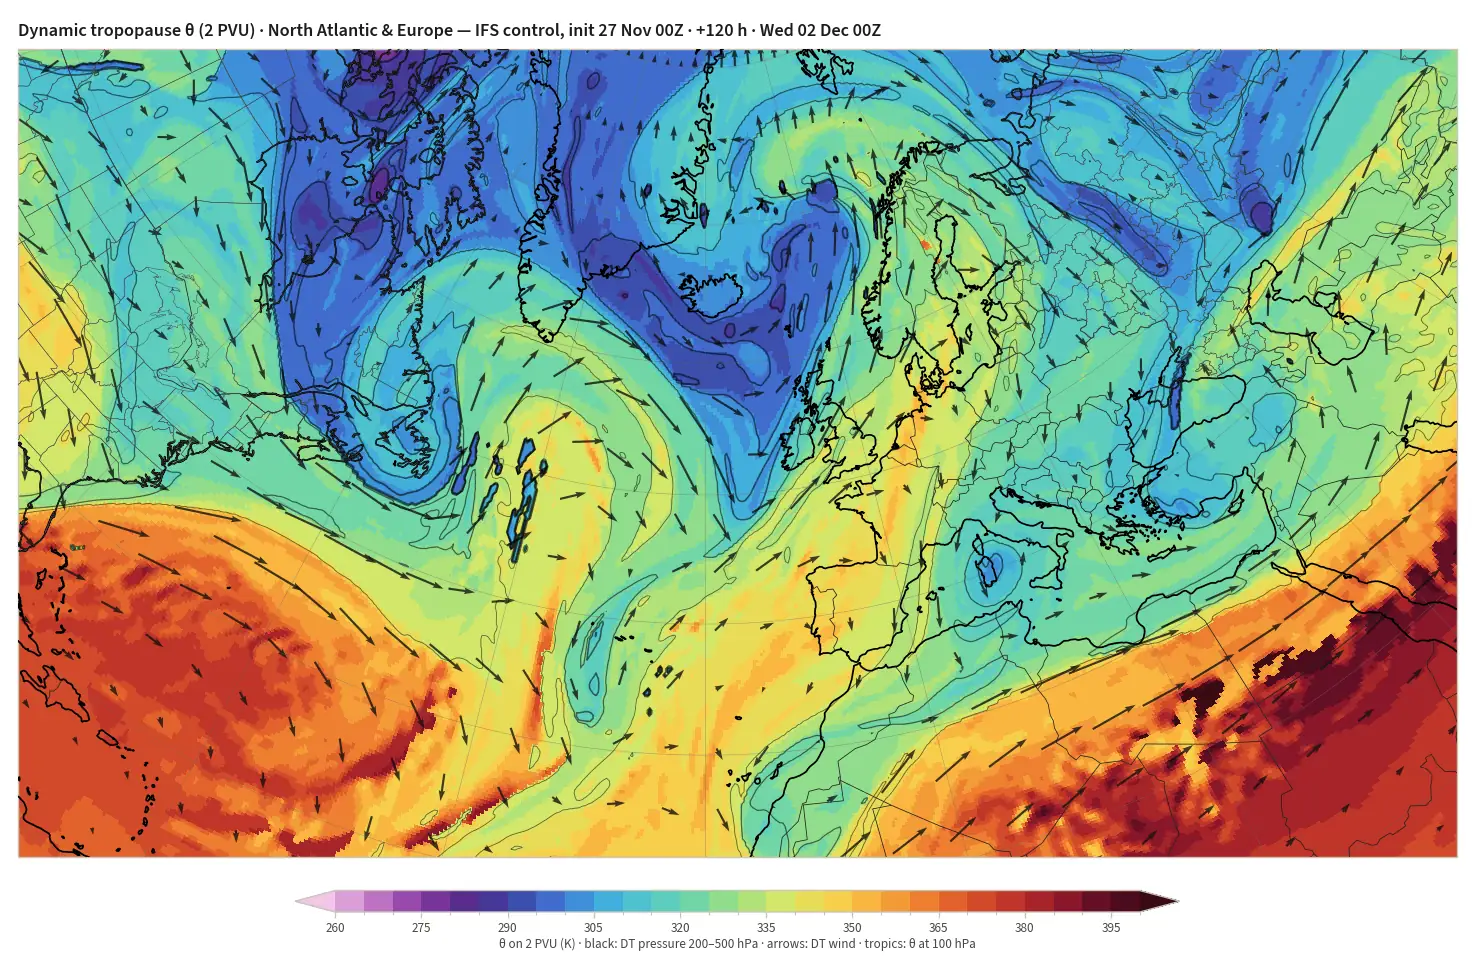 Dynamic tropopause θ (2 PVU) · North Atlantic & Europe — IFS control, init 27 Nov 00Z · +120 h · Wed 02 Dec 00Z
260 275 290 305 320 335 350 365 380 395
θ on 2 PVU (K) · black: DT pressure 200–500 hPa · arrows: DT wind · tropics: θ at 100 hPa